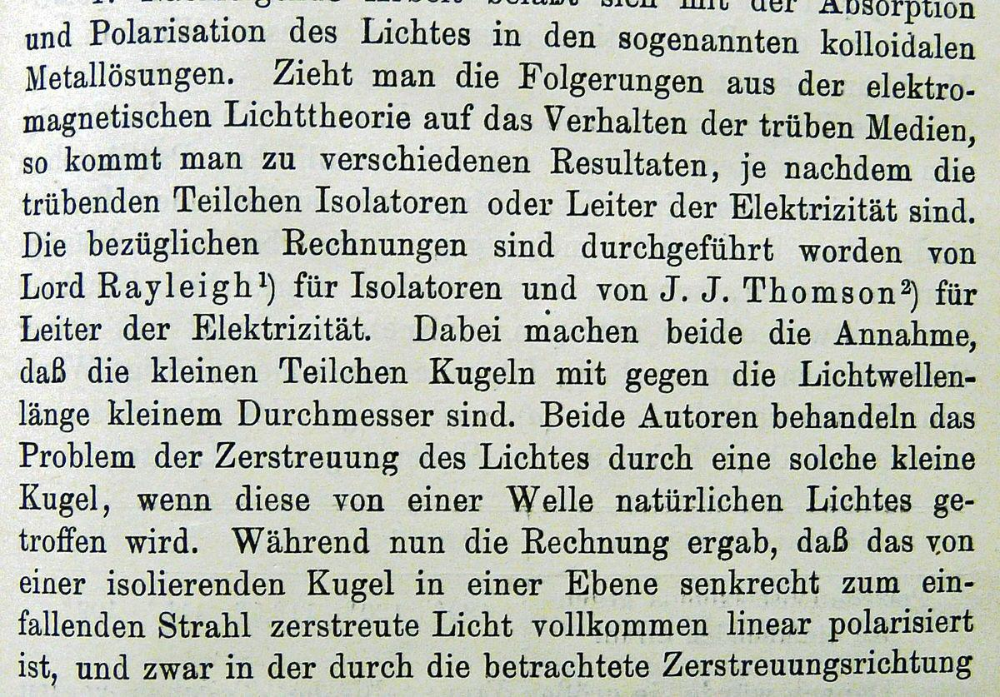 1. Nachfolgende Arbeit befaßt sich mit der Absorption
und Polarisation des Lichtes in den sogenannten kolloidalen
Metallösungen. Zieht man die Folgerungen aus der elektro-
magnetischen Lichttheorie auf das Verhalten der trüben Medien,
so kommt man zu verschiedenen Resultaten, je nachdem die
trübenden Teilchen Isolatoren oder Leiter der Elektrizität sind.
Die bezüglichen Rechnungen sind durchgeführt worden von
Lord Rayleigh¹) für Isolatoren und von J. J. Thomson²) für
Leiter der Elektrizität. Dabei machen beide die Annahme,
daß die kleinen Teilchen Kugeln mit gegen die Lichtwellen-
länge kleinem Durchmesser sind. Beide Autoren behandeln das
Problem der Zerstreuung des Lichtes durch eine solche kleine
Kugel, wenn diese von einer Welle natürlichen Lichtes ge-
troffen wird. Während nun die Rechnung ergab, daß das von
einer isolierenden Kugel in einer Ebene senkrecht zum ein-
fallenden Strahl zerstreute Licht vollkommen linear polarisiert
ist, und zwar in der durch die betrachtete Zerstreuungsrichtung